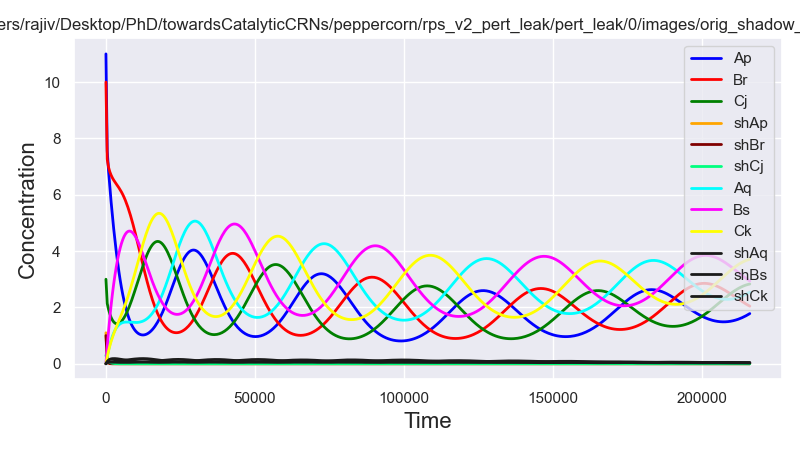 ers/rajiv/Desktop/PhD/towardsCatalyticCRNs/peppercorn/rps_v2_pert_leak/pert_leak/0/images/orig_shadow_
Concentration
10
8
6
4
2
0
0
50000
100000
150000
200000
Time
Ap
Br
Cj
shAp
shBr
shCj
Aq
Bs
Ck
shAq
shBs
shCk